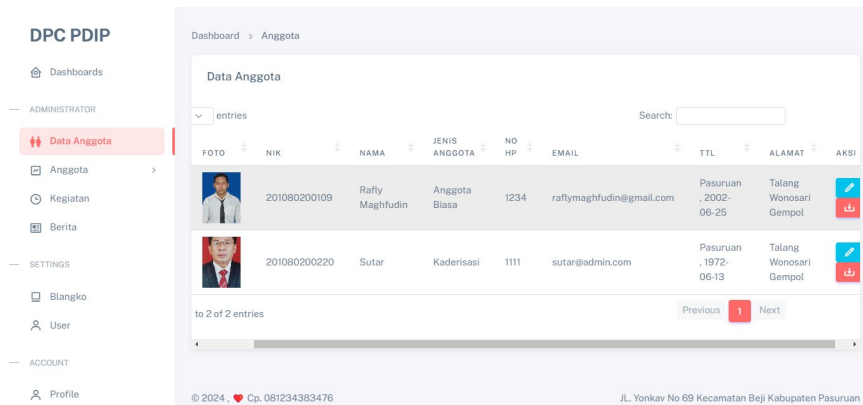 DPC PDIP
Dashboards
ADMINISTRATOR
Data Anggota
Anggota
Kegiatan
Berita
SETTINGS
Blangko
User
ACCOUNT
Profile
Dashboard > Anggota
Data Anggota
entries
Search:
FOTO NIK NAMA JENIS ANGGOTA NO HP EMAIL TTL ALAMAT AKSI
201080200109 Rafly Maghfudin Anggota Biasa 1234 raflymaghfudin@gmail.com Pasuruan , 2002-06-25 Talang Wonosari Gempol
201080200220 Sutar Kaderisasi 1111 sutar@admin.com Pasuruan , 1972-06-13 Talang Wonosari Gempol
to 2 of 2 entries
Previous 1 Next
© 2024 , ❤️ Cp. 081234383476
JL. Yonkav No 69 Kecamatan Beji Kabupaten Pasuruan